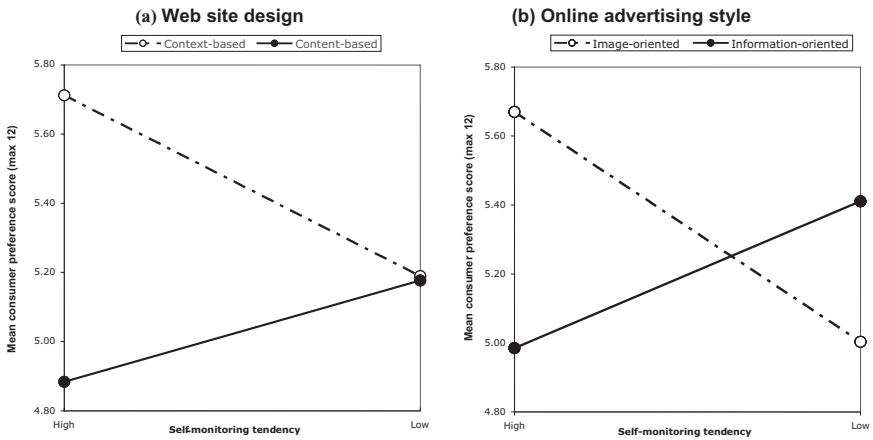 (a) Web site design
Context-based Content-based
Mean consumer preference score (max 12)
5.80
5.60
5.40
5.20
5.00
4.80
High
Self-monitoring tendency
Low
(b) Online advertising style
Image-oriented Information-oriented
Mean consumer preference score (max 12)
5.80
5.60
5.40
5.20
5.00
4.80
High
Self-monitoring tendency
Low